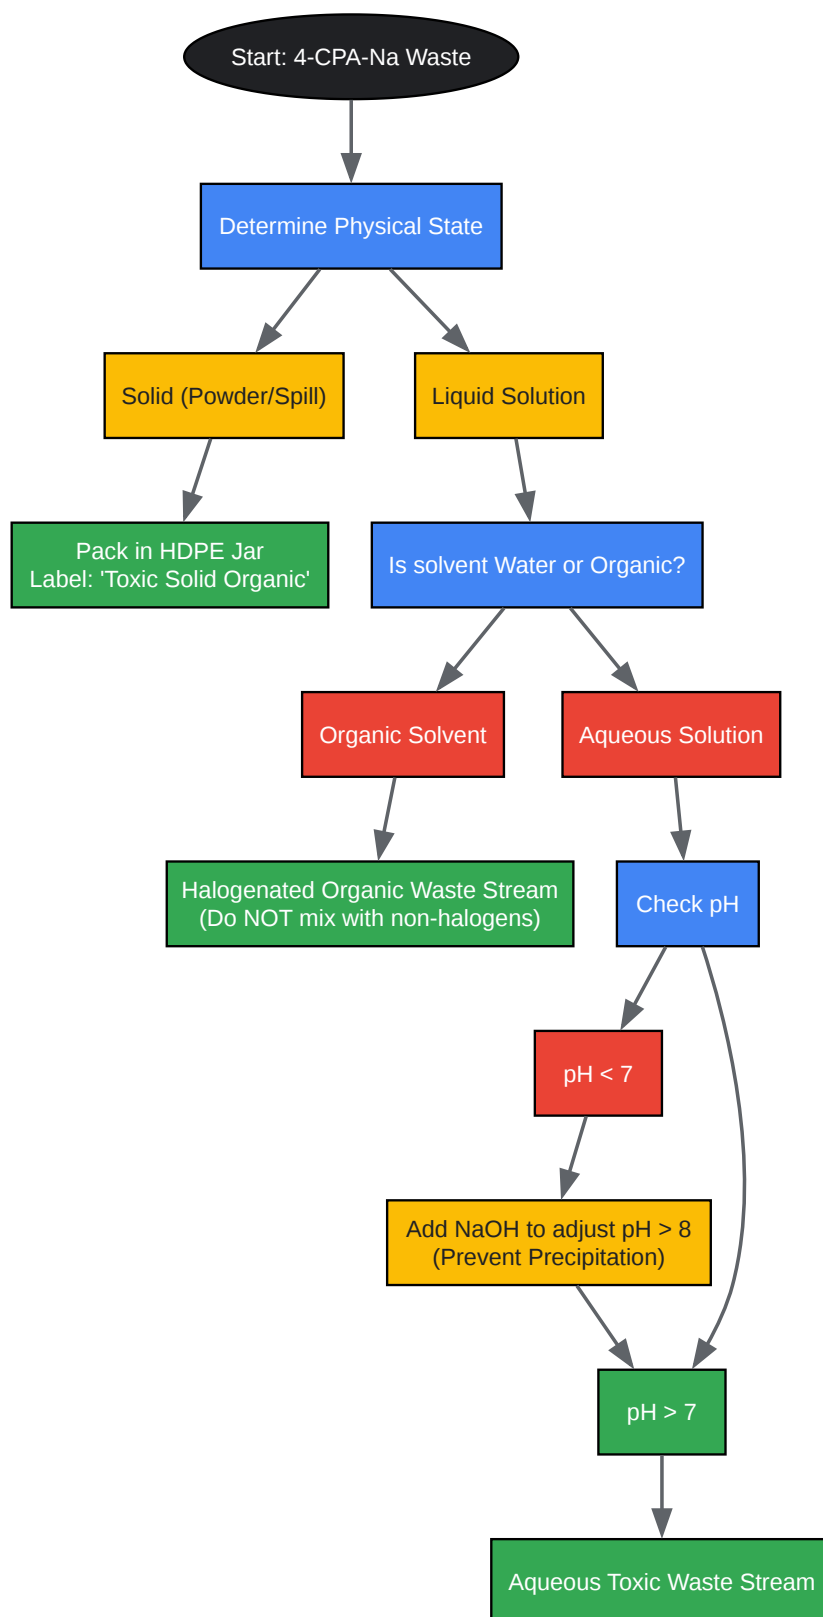 Start: 4-CPA-Na Waste
Determine Physical State
Solid (Powder/Spill)
Liquid Solution
Pack in HDPE Jar
Label: 'Toxic Solid Organic'
Is solvent Water or Organic?
Organic Solvent
Aqueous Solution
Halogenated Organic Waste Stream
(Do NOT mix with non-halogens)
Check pH
pH < 7
Add NaOH to adjust pH > 8
(Prevent Precipitation)
pH > 7
Aqueous Toxic Waste Stream